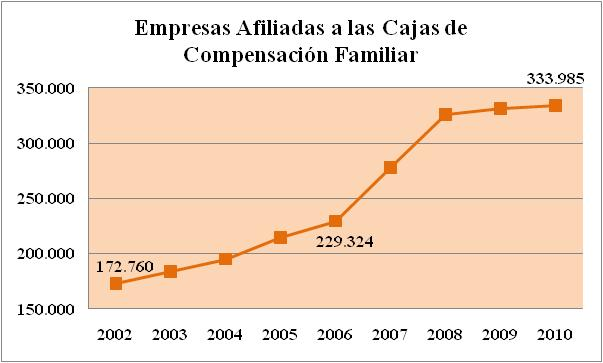 Empresas Afiliadas a las Cajas de
Compensación Familiar
333.985
350.000
300.000
250.000
229.324
200.000
172.760
150.000
2002 2003 2004 2005 2006 2007 2008 2009 2010